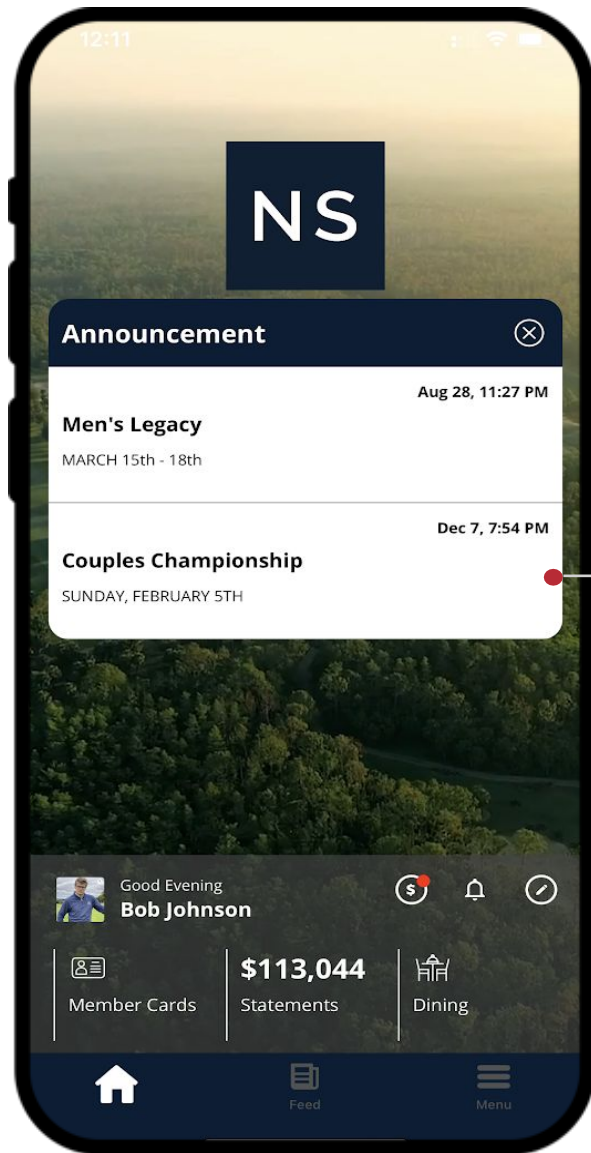 12:11
NS
Announcement
Aug 28, 11:27 PM
Men's Legacy
MARCH 15th - 18th
Dec 7, 7:54 PM
Couples Championship
SUNDAY, FEBRUARY 5TH
Good Evening
Bob Johnson
$
$113,044
Member Cards
Statements
Dining
Feed
Menu